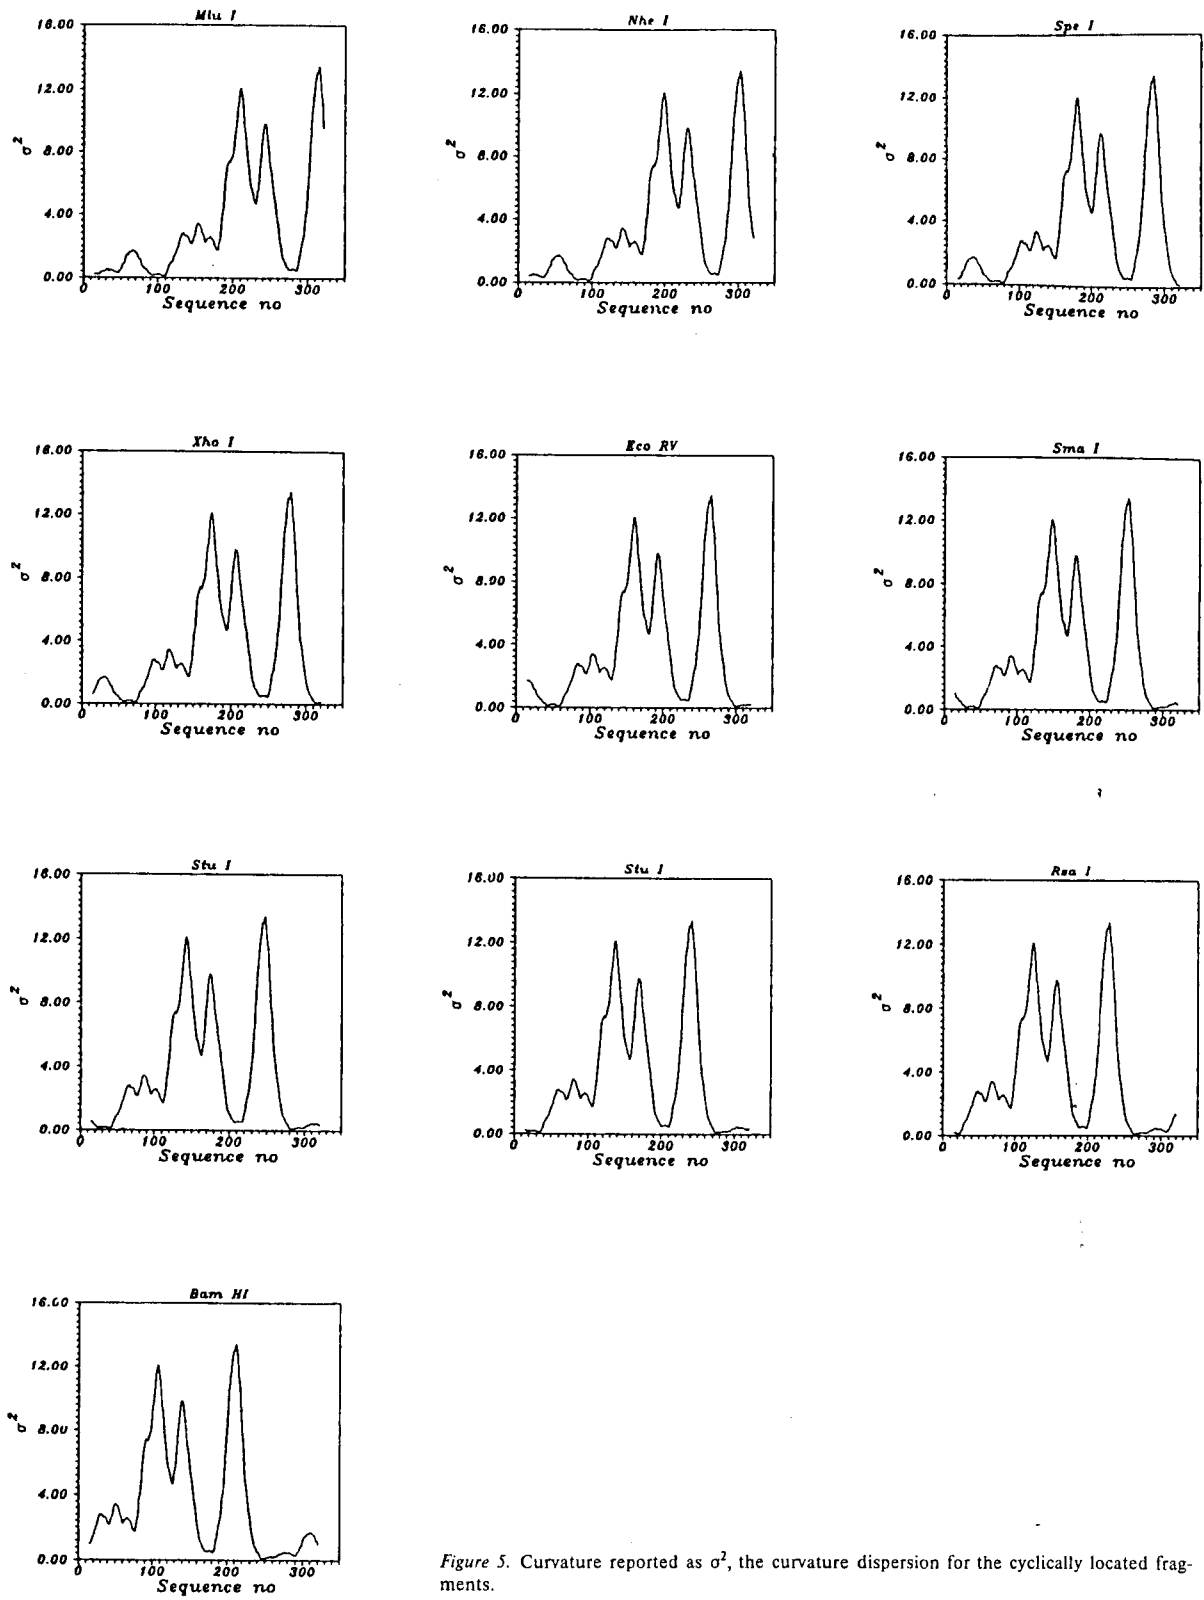 Mlu I
16.00
12.00
8.00
4.00
0.00
σ²
0 100 200 300
Sequence no
Nhe I
16.00
12.00
8.00
4.00
0.00
σ²
0 100 200 300
Sequence no
Spe I
16.00
12.00
8.00
4.00
0.00
σ²
0 100 200 300
Sequence no
Xho I
16.00
12.00
8.00
4.00
0.00
σ²
0 100 200 300
Sequence no
Eco RV
16.00
12.00
8.00
4.00
0.00
σ²
0 100 200 300
Sequence no
Sma I
16.00
12.00
8.00
4.00
0.00
σ²
0 100 200 300
Sequence no
Stu I
16.00
12.00
8.00
4.00
0.00
σ²
0 100 200 300
Sequence no
Stu I
16.00
12.00
8.00
4.00
0.00
σ²
0 100 200 300
Sequence no
Rsa I
16.00
12.00
8.00
4.00
0.00
σ²
0 100 200 300
Sequence no
Bam HI
16.00
12.00
8.00
4.00
0.00
σ²
0 100 200 300
Sequence no
Figure 5. Curvature reported as σ², the curvature dispersion for the cyclically located frag-
ments.